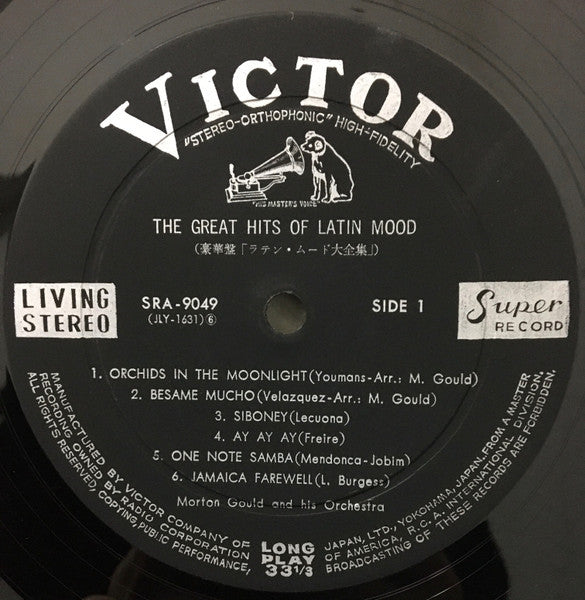 VICTOR
"STEREO-ORTHOPHONIC" HIGH-FIDELITY
"HIS MASTER'S VOICE"
THE GREAT HITS OF LATIN MOOD
(豪華盤「ラテン・ムード大全集」)
LIVING
STEREO
SRA-9049
(JLY-1631)⑥
SIDE 1
Super
RECORD
1. ORCHIDS IN THE MOONLIGHT(Youmans-Arr.: M. Gould)
2. BESAME MUCHO(Velazquez-Arr.: M. Gould)
3. SIBONEY(Lecuona)
4. AY AY AY(Freire)
5. ONE NOTE SAMBA(Mendonca-Jobim)
6. JAMAICA FAREWELL(L. Burgess)
Morton Gould and his Orchestra
MANUFACTURED BY VICTOR COMPANY OF JAPAN, LTD., YOKOHAMA, JAPAN, FROM A MASTER
RECORDING OWNED BY RADIO CORPORATION OF AMERICA, R.C.A. INTERNATIONAL DIVISION.
ALL RIGHTS RESERVED, COPYING, PUBLIC PERFORMANCE, BROADCASTING OF THESE RECORDS ARE FORBIDDEN.
LONG
PLAY
33 1/3